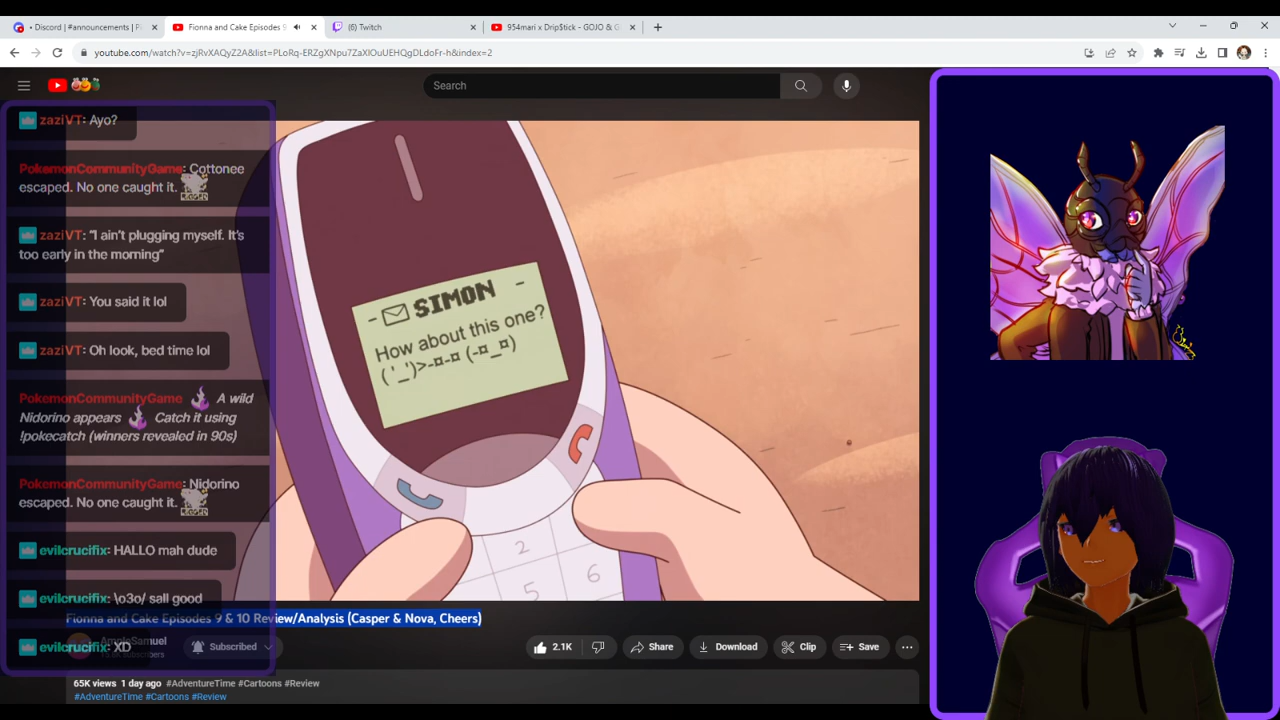 • Discord | #announcements | P
Fionna and Cake Episodes 9
(6) Twitch
954mari x Drip$tick - GOJO & G
youtube.com/watch?v=zjRvXAQyZ2A&list=PLoRq-ERZgXNpu7ZaXIOuUEHQgDLdoFr-h&index=2
Search
zaziVT: Ayo?
PokemonCommunityGame: Cottonee
escaped. No one caught it.
zaziVT: “I ain’t plugging myself. It’s
too early in the morning”
zaziVT: You said it lol
zaziVT: Oh look, bed time lol
PokemonCommunityGame A wild
Nidorino appears Catch it using
!pokecatch (winners revealed in 90s)
PokemonCommunityGame: Nidorino
escaped. No one caught it.
evilcrucifix: HALLO mah dude
evilcrucifix: \o3o/ sall good
evilcrucifix: XD
- SIMON -
How about this one?
( '_')>-¤-¤ (-¤_¤)
2
5
6
Fionna and Cake Episodes 9 & 10 Review/Analysis (Casper & Nova, Cheers)
AmpleSamuel
subscribers
Subscribed
2.1K
Share
Download
Clip
Save
65K views 1 day ago #AdventureTime #Cartoons #Review
#AdventureTime #Cartoons #Review